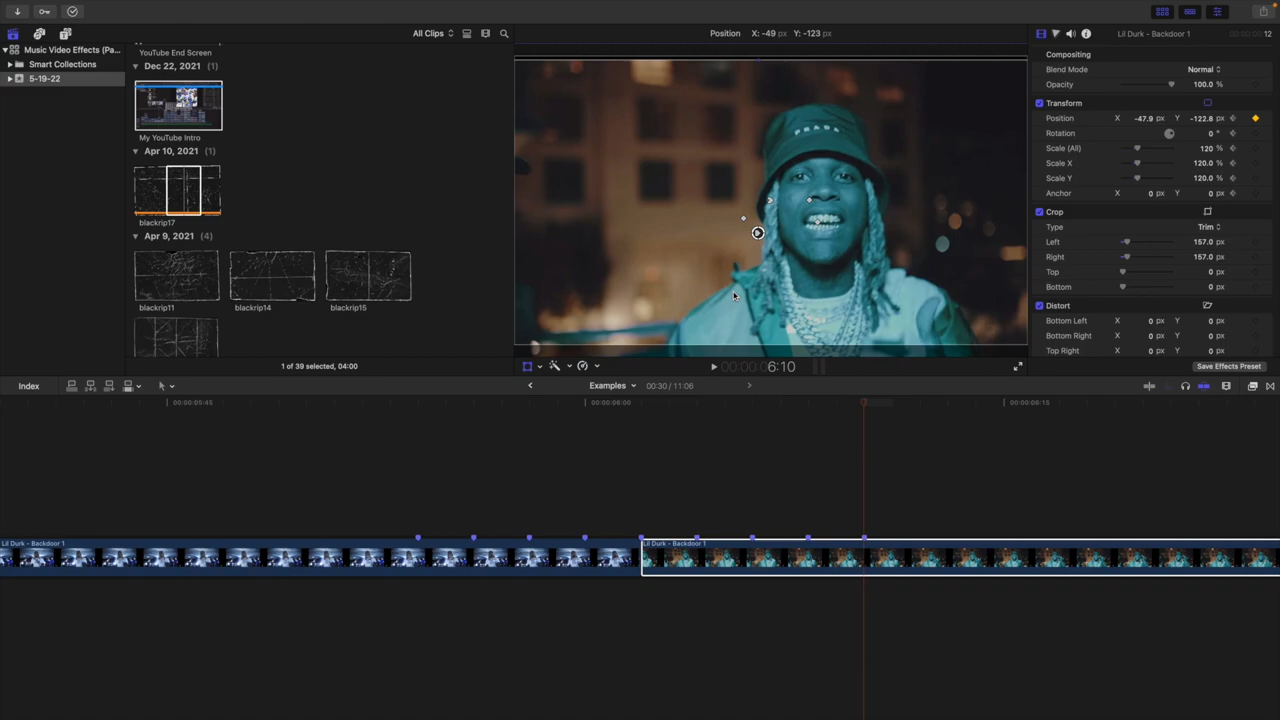 All Clips
Position X: -49 px Y: -123 px
Lil Durk - Backdoor 1
12
Music Video Effects (Pa...
Smart Collections
5-19-22
YouTube End Screen
Dec 22, 2021 (1)
My YouTube Intro
Apr 10, 2021 (1)
blackrip17
Apr 9, 2021 (4)
blackrip11
blackrip14
blackrip15
1 of 39 selected, 04:00
PRADA
6:10
Compositing
Blend Mode Normal
Opacity 100.0 %
Transform
Position X -47.9 px Y -122.8 px
Rotation 0 °
Scale (All) 120 %
Scale X 120.0 %
Scale Y 120.0 %
Anchor X 0 px Y 0 px
Crop
Type Trim
Left 157.0 px
Right 157.0 px
Top 0 px
Bottom 0 px
Distort
Bottom Left X 0 px Y 0 px
Bottom Right X 0 px Y 0 px
Top Right X 0 px Y 0 px
Save Effects Preset
Index
Examples 00:30 / 11:06
00:00:05:45
00:00:06:00
00:00:06:15
Lil Durk - Backdoor 1
Lil Durk - Backdoor 1